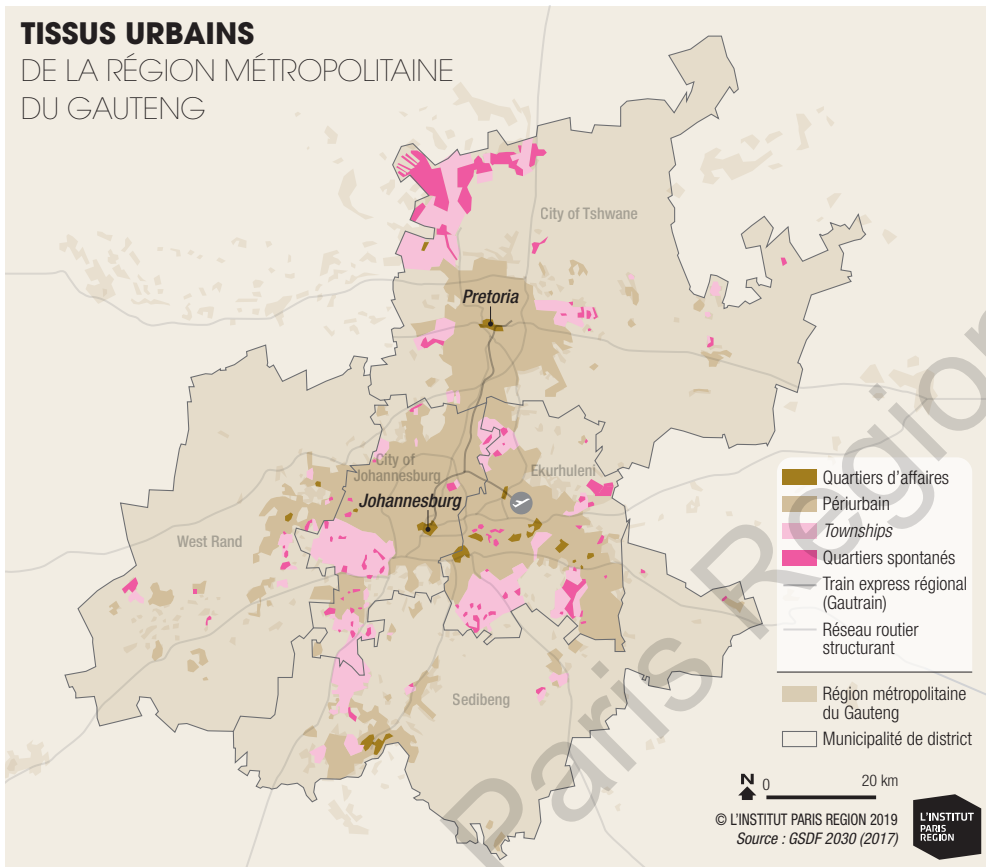 TISSUS URBAINS
DE LA RÉGION MÉTROPOLITAINE
DU GAUTENG
City of Tshwane
Pretoria
City of
Johannesburg
Ekurhuleni
Johannesburg
West Rand
Sedibeng
Quartiers d'affaires
Périurbain
Townships
Quartiers spontanés
Train express régional
(Gautrain)
Réseau routier
structurant
Région métropolitaine
du Gauteng
Municipalité de district
N 0 20 km
© L'INSTITUT PARIS REGION 2019
Source : GSDF 2030 (2017)
L'INSTITUT
PARIS
REGION
Paris Region